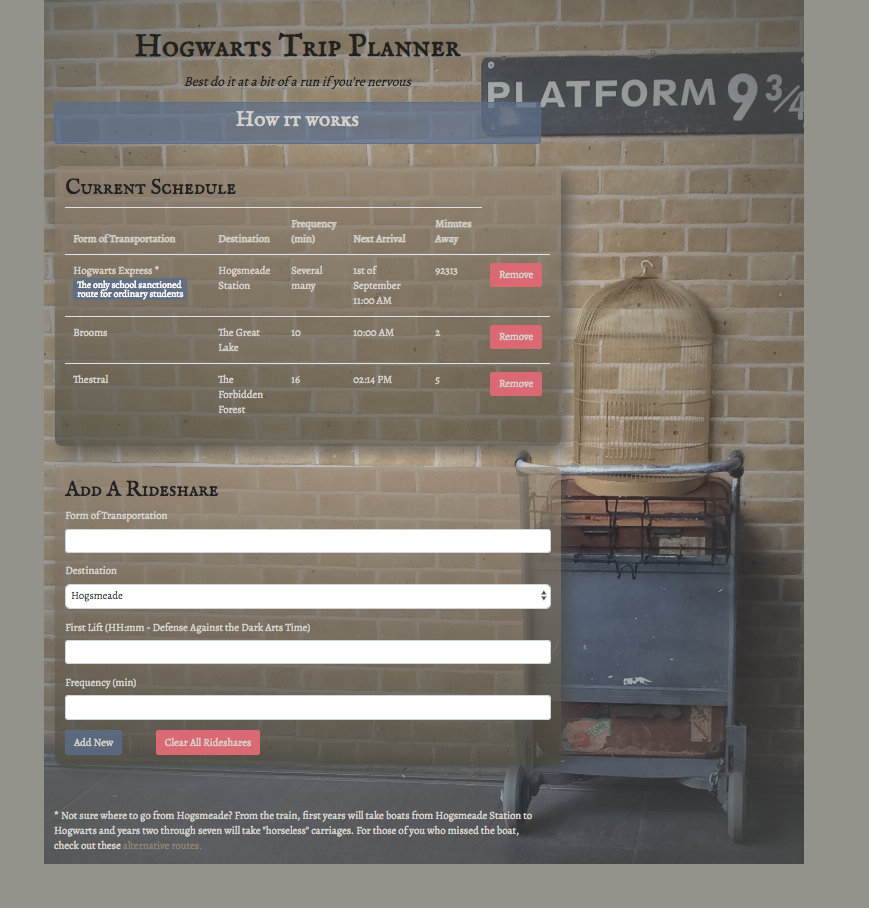 Hogwarts Trip Planner
Best do it at a bit of a run if you're nervous
PLATFORM 9 3/4
How it works
Current Schedule
Form of Transportation Destination Frequency (min) Next Arrival Minutes Away
Hogwarts Express * Hogsmeade Station Several many 1st of September 11:00 AM 92313 Remove
The only school sanctioned
route for ordinary students
Brooms The Great Lake 10 10:00 AM 2 Remove
Thestral The Forbidden Forest 16 02:14 PM 5 Remove
Add A Rideshare
Form of Transportation
Destination
Hogsmeade
First Lift (HH:mm - Defense Against the Dark Arts Time)
Frequency (min)
Add New Clear All Rideshares
* Not sure where to go from Hogsmeade? From the train, first years will take boats from Hogsmeade Station to
Hogwarts and years two through seven will take "horseless" carriages. For those of you who missed the boat,
check out these alternative routes.